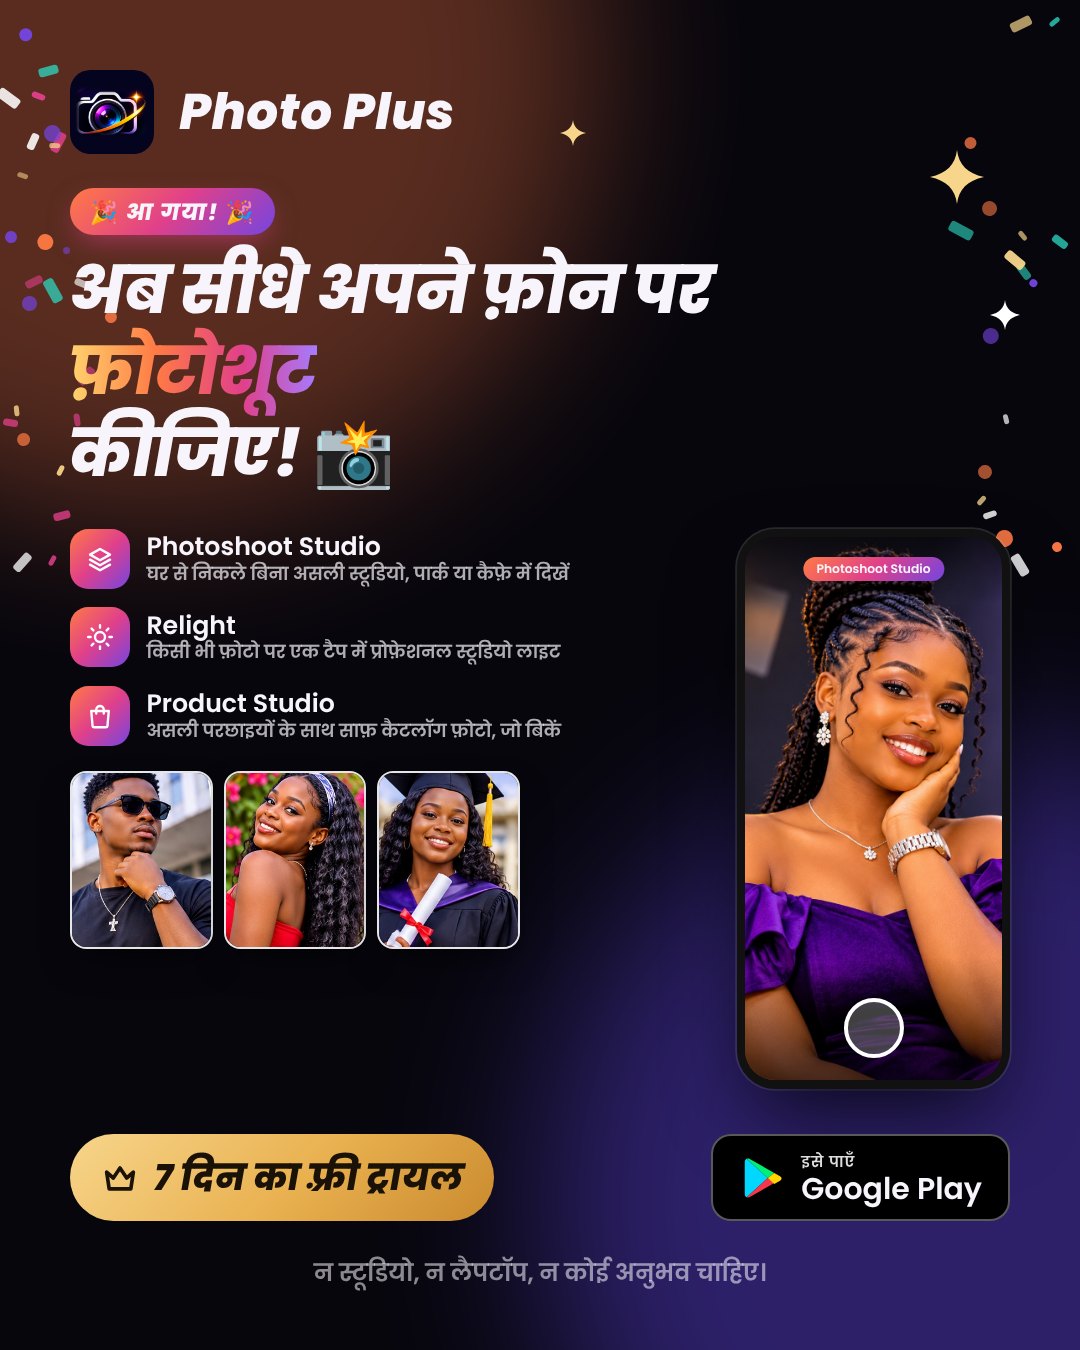 Photo Plus
🎉 आ गया! 🎉
अब सीधे अपने फ़ोन पर
फ़ोटोशूट
कीजिए! 📸
Photoshoot Studio
घर से निकले बिना असली स्टूडियो, पार्क या कैफ़े में दिखें
Relight
किसी भी फ़ोटो पर एक टैप में प्रोफ़ेशनल स्टूडियो लाइट
Product Studio
असली परछाइयों के साथ साफ़ कैटलॉग फ़ोटो, जो बिकें
Photoshoot Studio
7 दिन का फ़्री ट्रायल
इसे पाएँ
Google Play
न स्टूडियो, न लैपटॉप, न कोई अनुभव चाहिए।